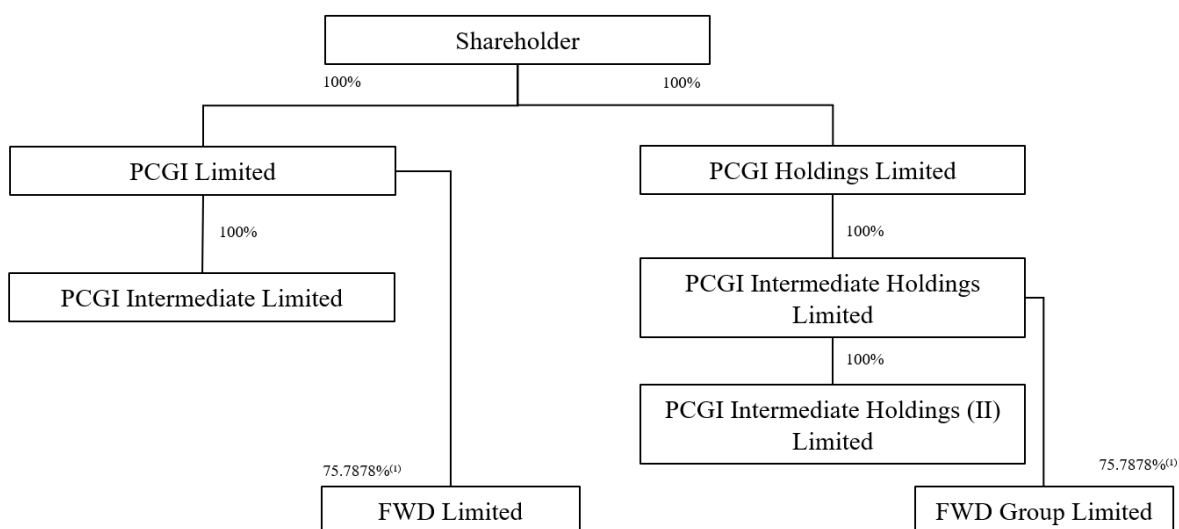 Shareholder
100%
100%
PCGI Limited
PCGI Holdings Limited
100%
100%
PCGI Intermediate Limited
PCGI Intermediate Holdings
Limited
100%
PCGI Intermediate Holdings (II)
Limited
75.7878%⁽¹⁾
75.7878%⁽¹⁾
FWD Limited
FWD Group Limited